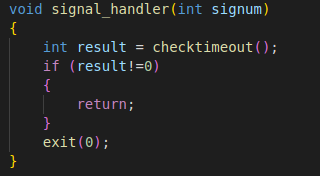 void signal_handler(int signum)
{
    int result = checktimeout();
    if (result!=0)
    {
        return;
    }
    exit(0);
}